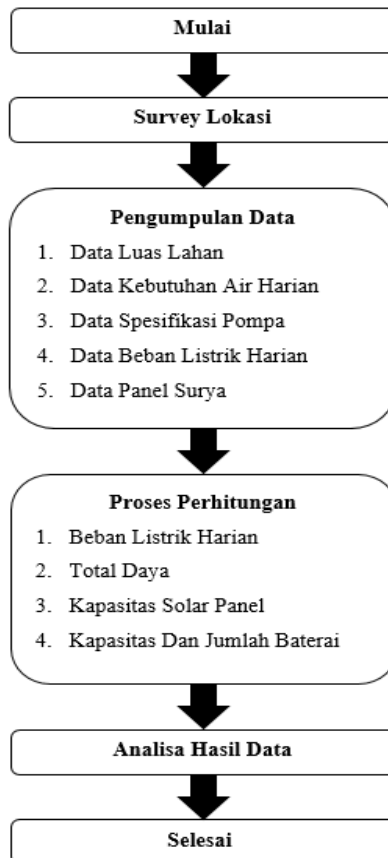 Mulai
Survey Lokasi
Pengumpulan Data
1. Data Luas Lahan
2. Data Kebutuhan Air Harian
3. Data Spesifikasi Pompa
4. Data Beban Listrik Harian
5. Data Panel Surya
Proses Perhitungan
1. Beban Listrik Harian
2. Total Daya
3. Kapasitas Solar Panel
4. Kapasitas Dan Jumlah Baterai
Analisa Hasil Data
Selesai